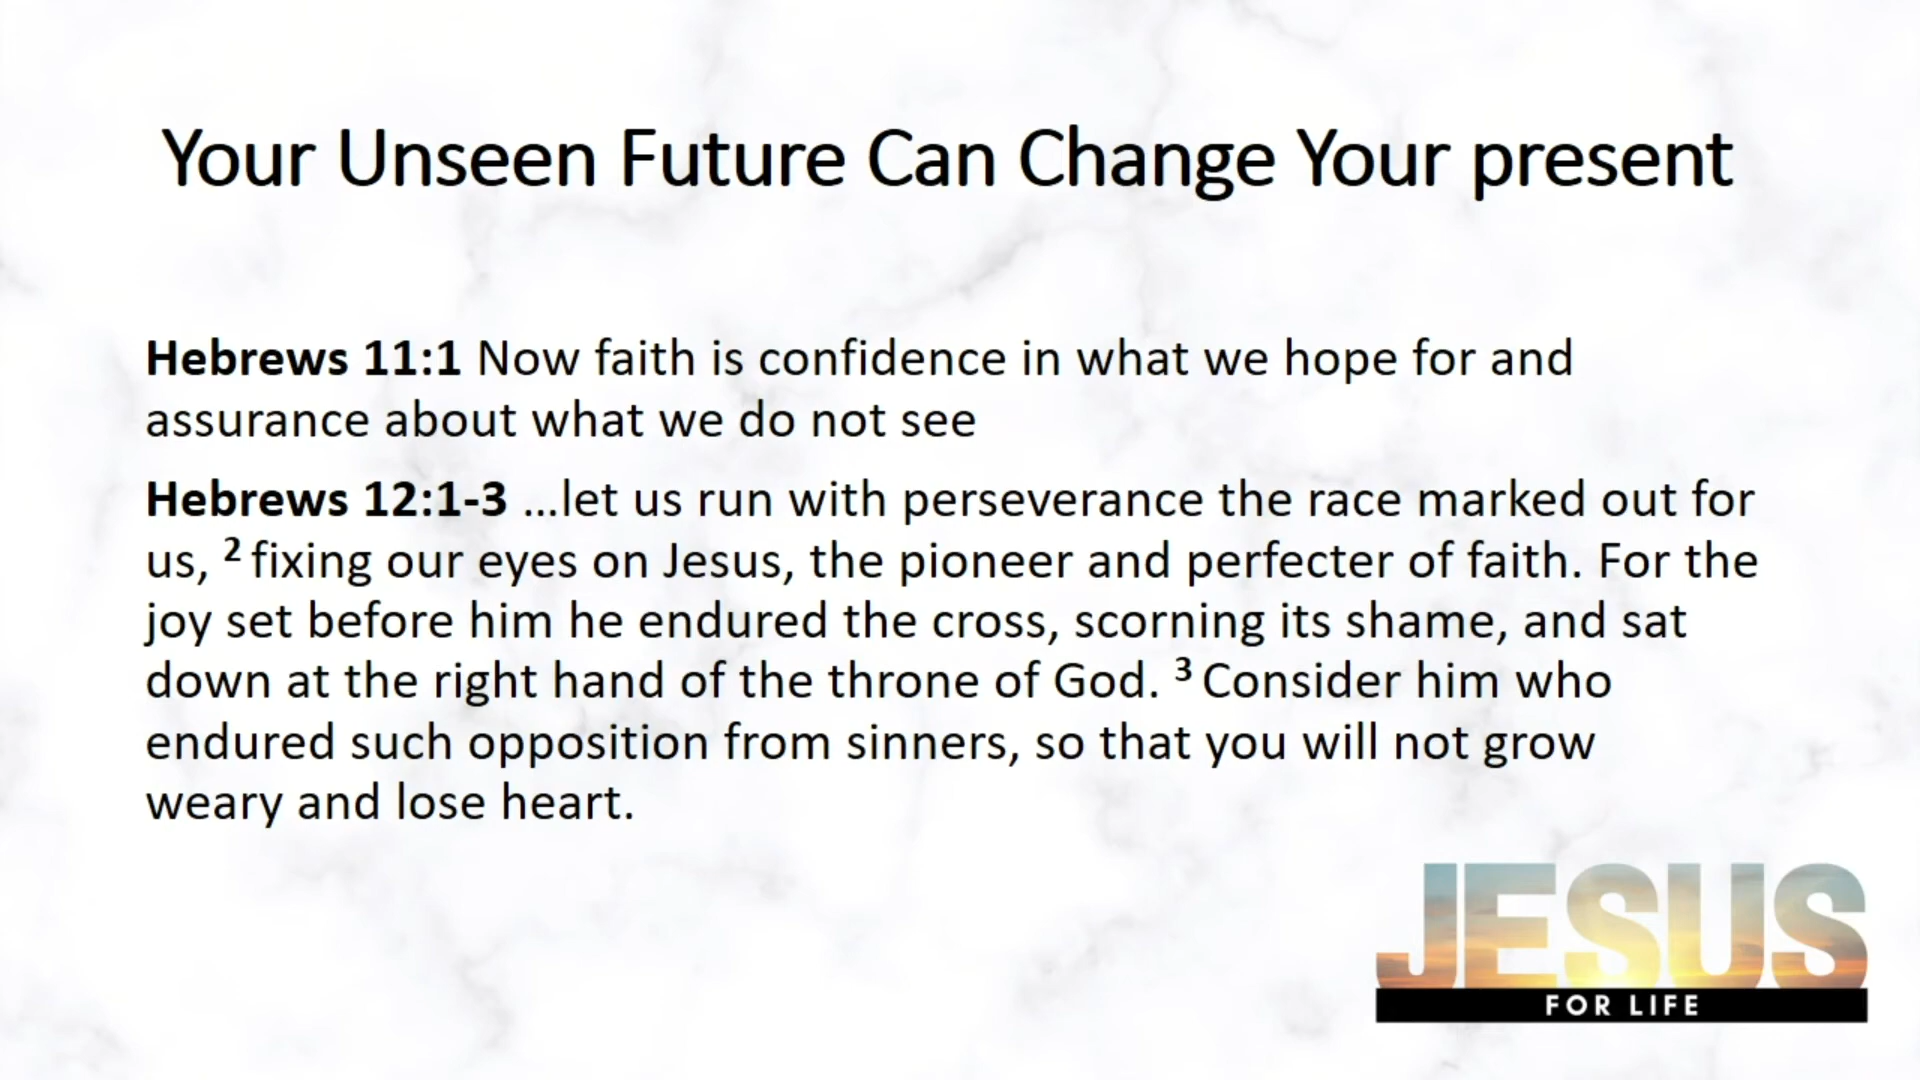 Your Unseen Future Can Change Your present
Hebrews 11:1 Now faith is confidence in what we hope for and
assurance about what we do not see
Hebrews 12:1-3 ...let us run with perseverance the race marked out for
us, ² fixing our eyes on Jesus, the pioneer and perfecter of faith. For the
joy set before him he endured the cross, scorning its shame, and sat
down at the right hand of the throne of God. ³ Consider him who
endured such opposition from sinners, so that you will not grow
weary and lose heart.
JESUS
FOR LIFE